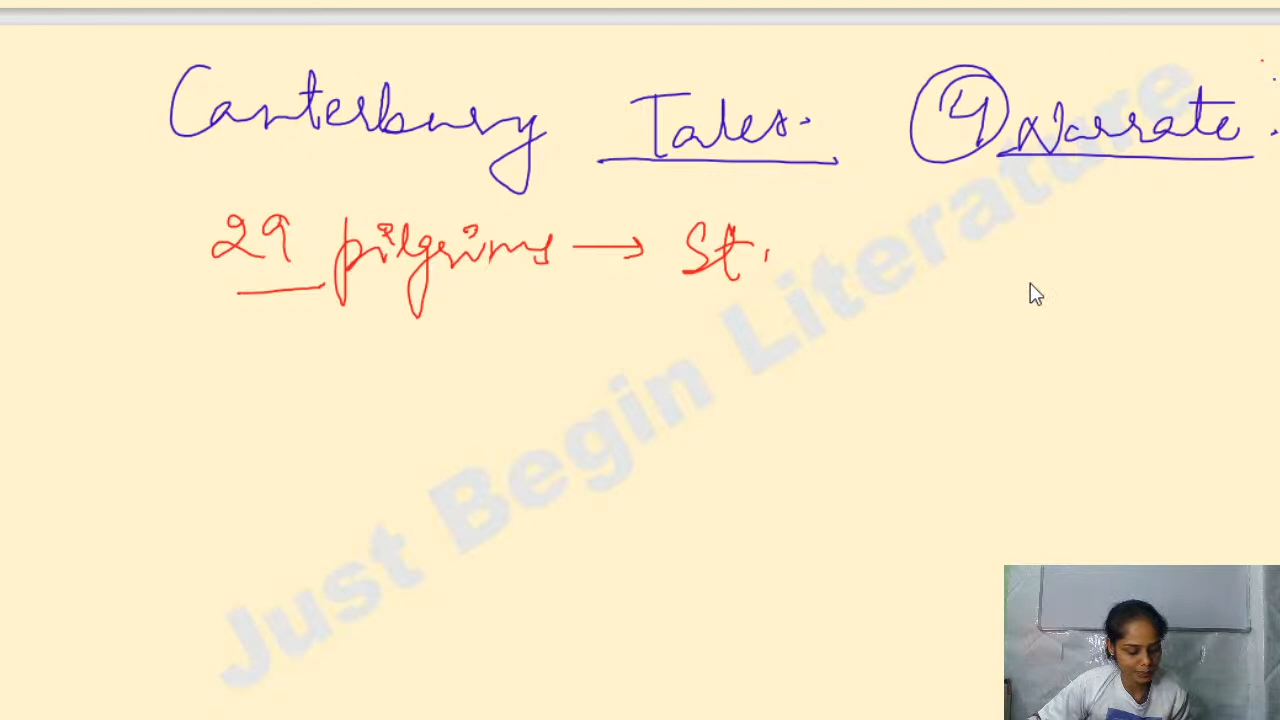 Canterbury Tales. 4 Narrate.
29 pilgrims → St.
Just Begin Literature